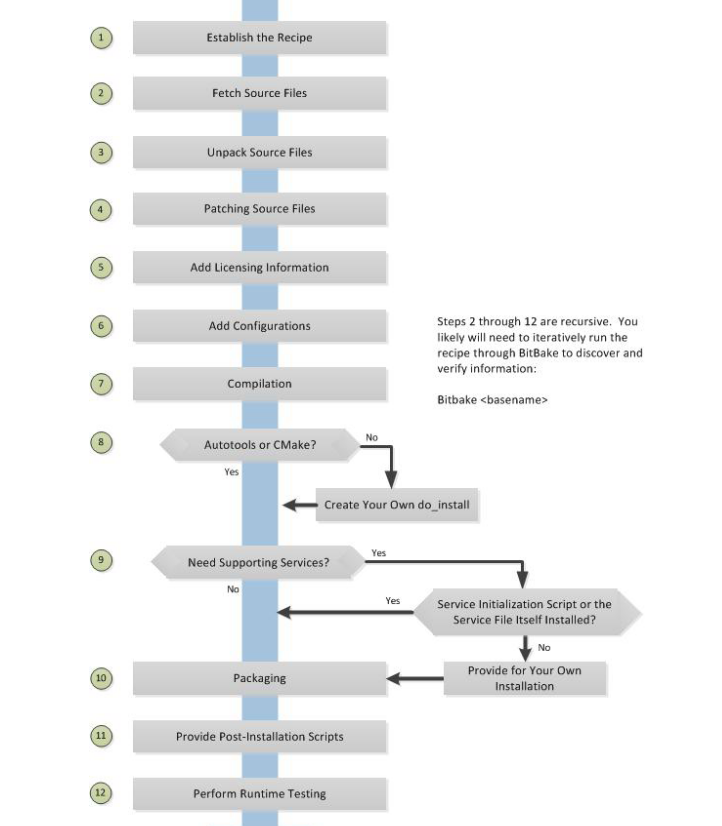 1
Establish the Recipe
2
Fetch Source Files
3
Unpack Source Files
4
Patching Source Files
5
Add Licensing Information
6
Add Configurations
Steps 2 through 12 are recursive. You
likely will need to iteratively run the
recipe through BitBake to discover and
verify information:
Bitbake <basename>
7
Compilation
8
Autotools or CMake?
No
Yes
Create Your Own do_install
9
Need Supporting Services?
Yes
No
Yes
Service Initialization Script or the
Service File Itself Installed?
No
10
Packaging
Provide for Your Own
Installation
11
Provide Post-Installation Scripts
12
Perform Runtime Testing